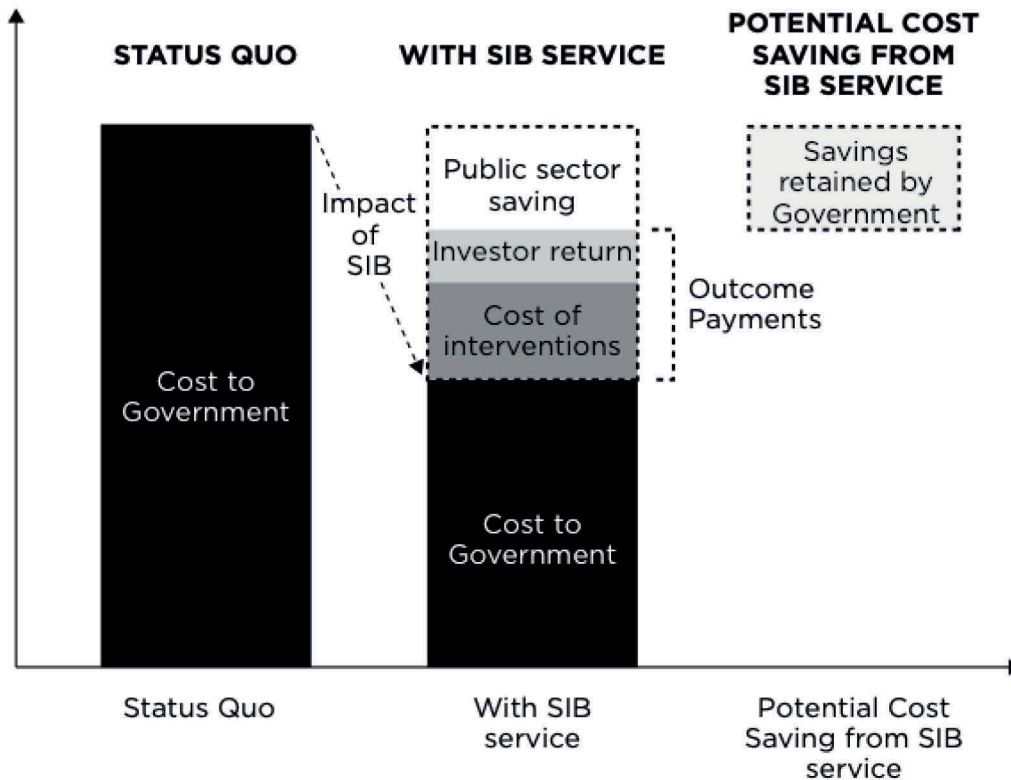 STATUS QUO
WITH SIB SERVICE
POTENTIAL COST
SAVING FROM
SIB SERVICE
Cost to
Government
Impact
of
SIB
Public sector
saving
Investor return
Cost of
interventions
Cost to
Government
Outcome
Payments
Savings
retained by
Government
Status Quo
With SIB
service
Potential Cost
Saving from SIB
service